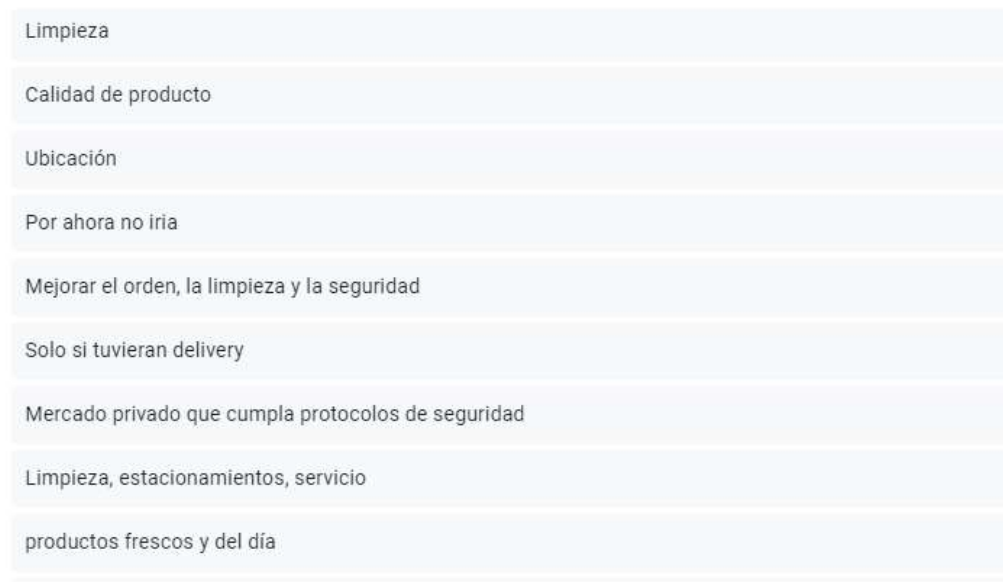 Limpieza
Calidad de producto
Ubicación
Por ahora no iria
Mejorar el orden, la limpieza y la seguridad
Solo si tuvieran delivery
Mercado privado que cumpla protocolos de seguridad
Limpieza, estacionamientos, servicio
productos frescos y del día